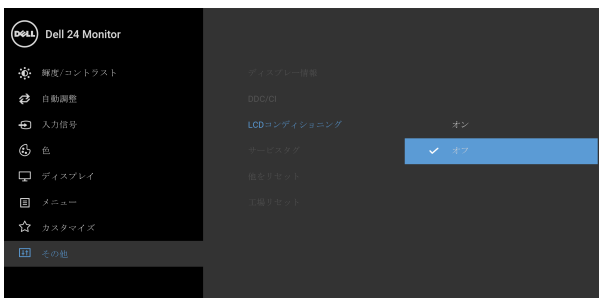 DELL
Dell 24 Monitor
輝度/コントラスト
自動調整
入力信号
色
ディスプレイ
メニュー
カスタマイズ
その他
ディスプレー情報
DDC/CI
LCDコンディショニング
サービスタグ
他をリセット
工場リセット
オン
オフ